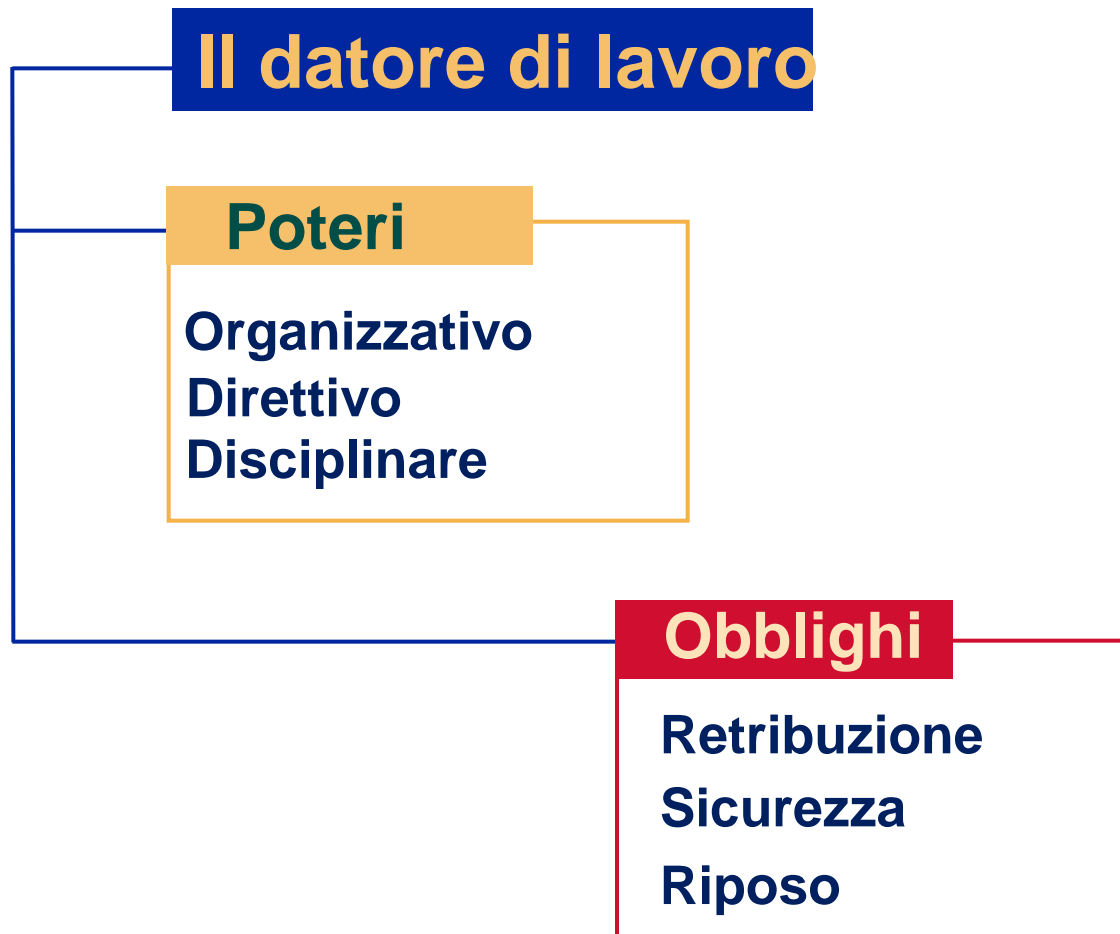 Il datore di lavoro
Poteri
Organizzativo
Direttivo
Disciplinare
Obblighi
Retribuzione
Sicurezza
Riposo